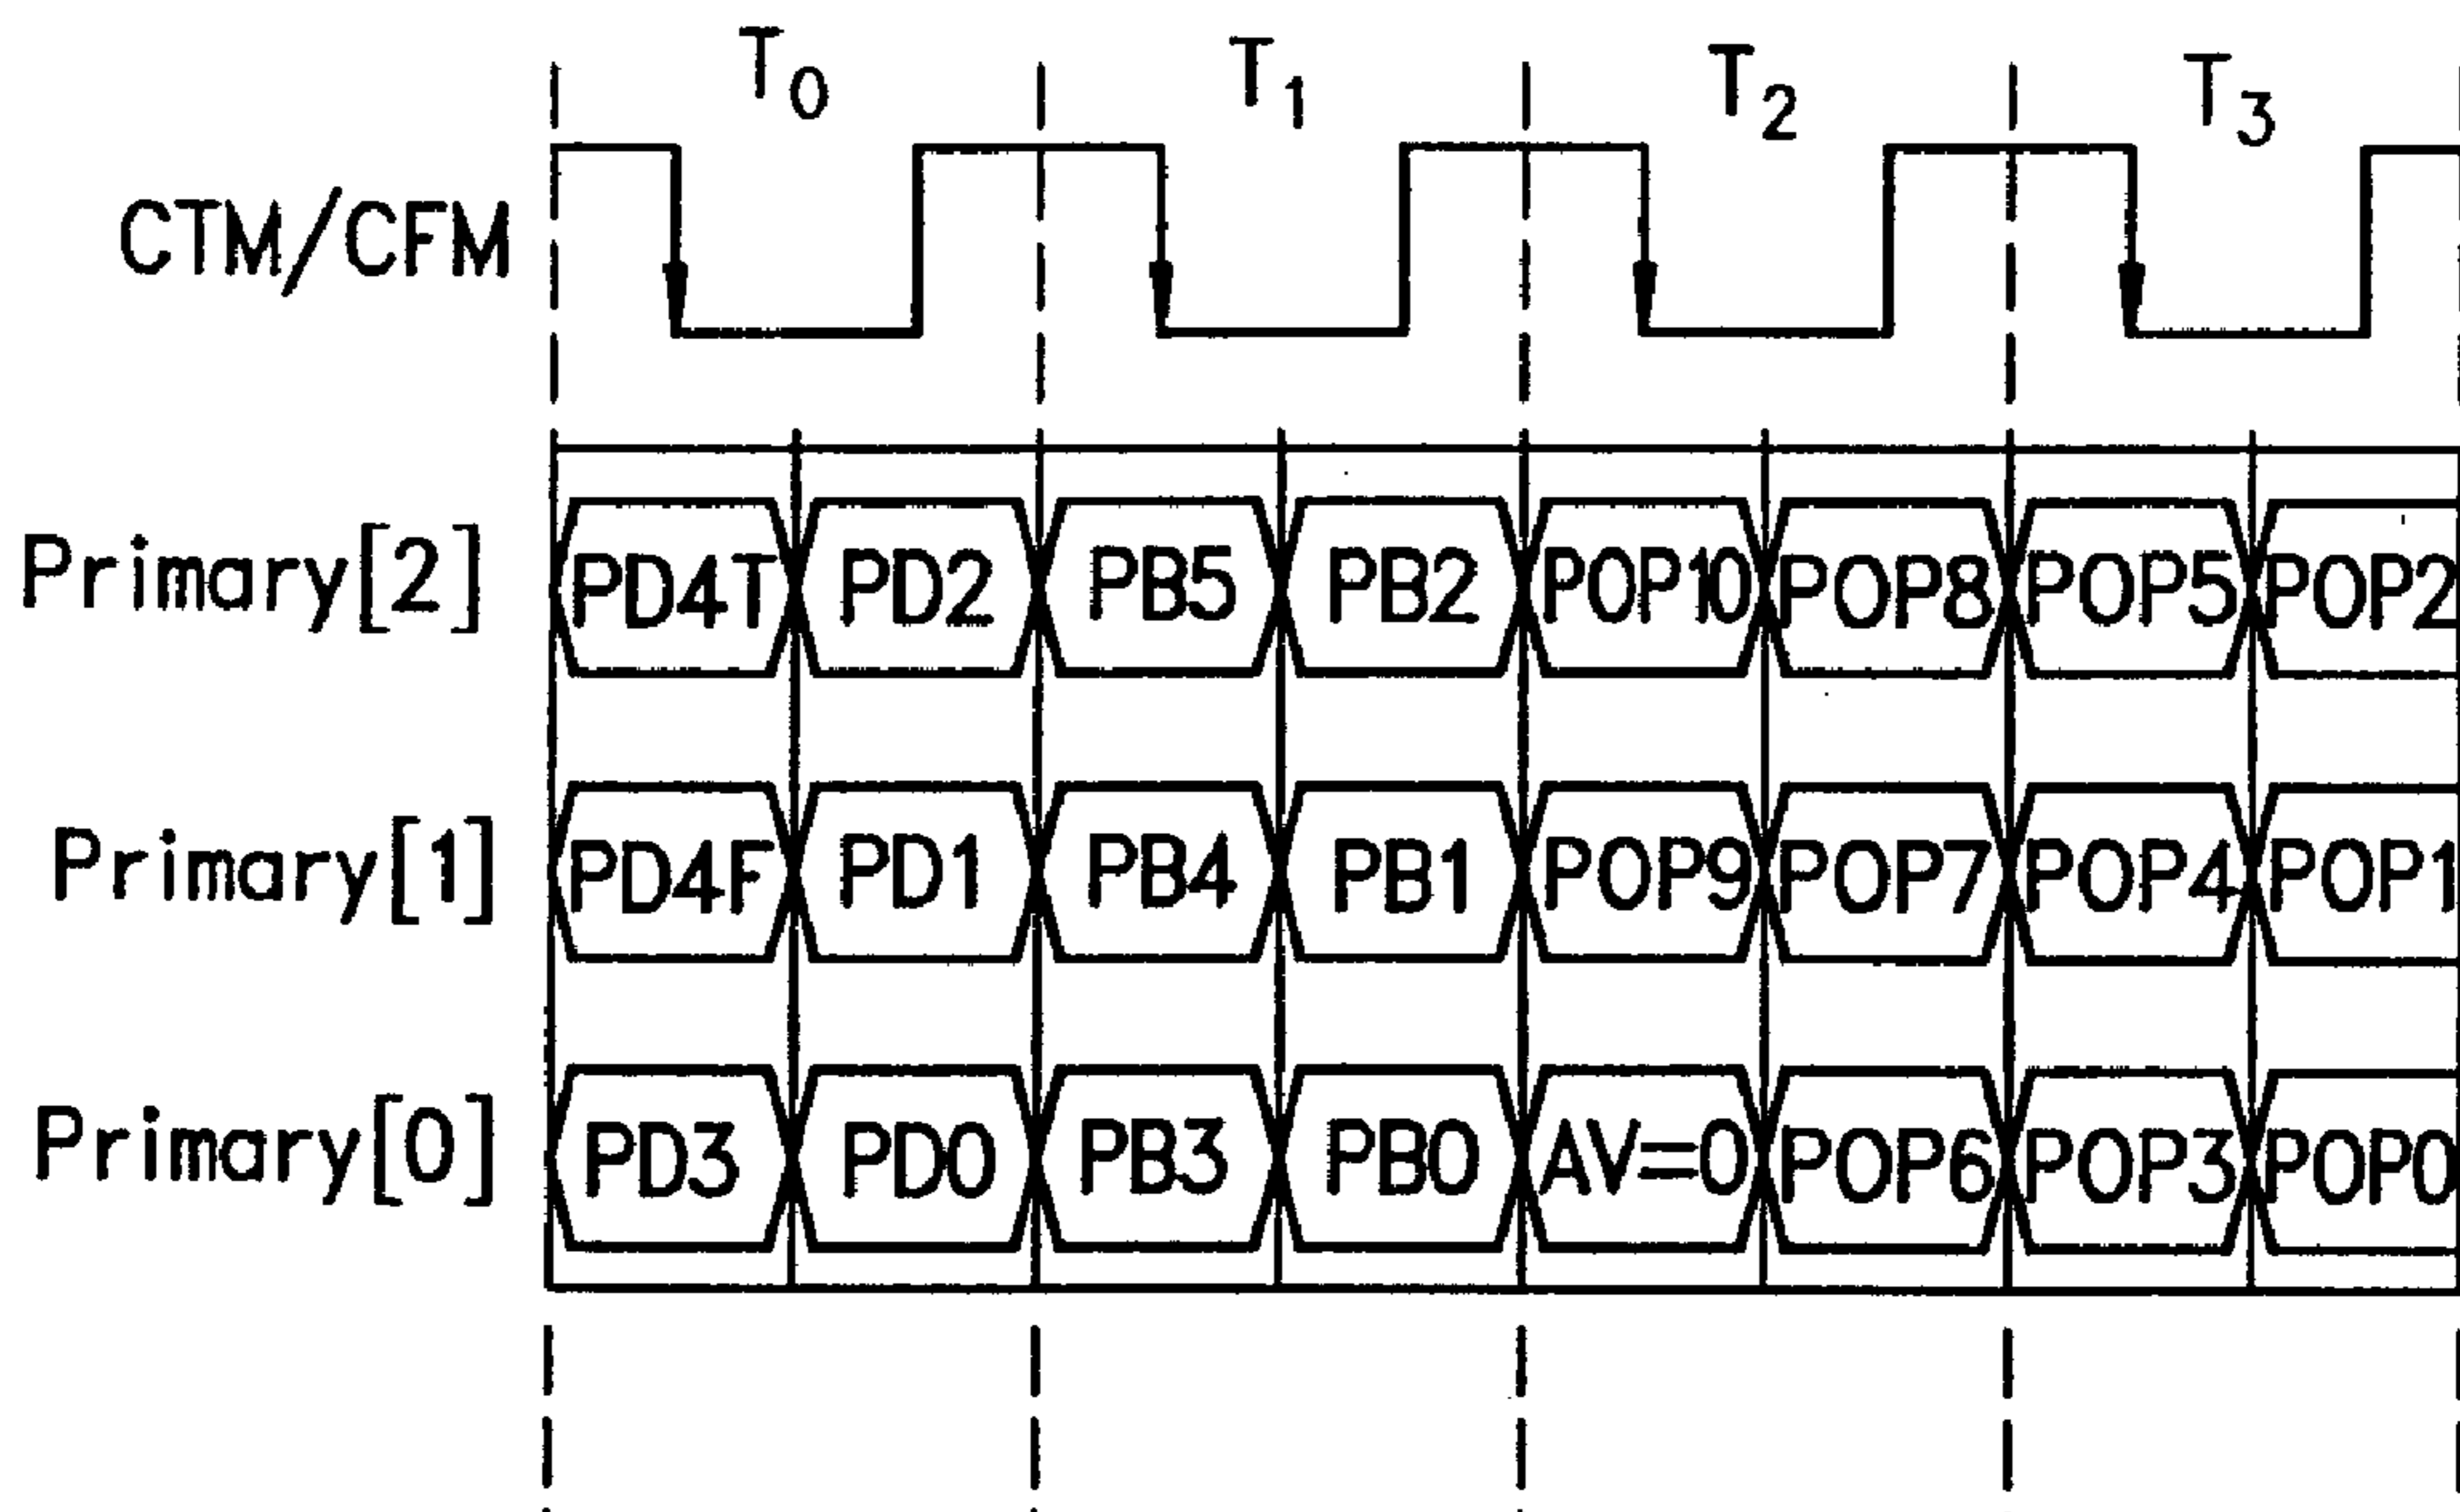 T0 T1 T2 T3
CTM/CFM
Primary[2] PD4T PD2 PB5 PB2 POP10 POP8 POP5 POP2
Primary[1] PD4F PD1 PB4 PB1 POP9 POP7 POP4 POP1
Primary[0] PD3 PD0 PB3 PB0 AV=0 POP6 POP3 POP0